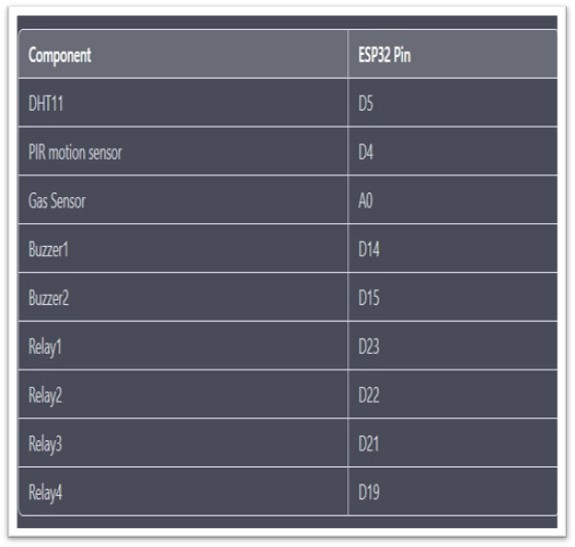 Component ESP32 Pin
DHT11 D5
PIR motion sensor D4
Gas Sensor A0
Buzzer1 D14
Buzzer2 D15
Relay1 D23
Relay2 D22
Relay3 D21
Relay4 D19